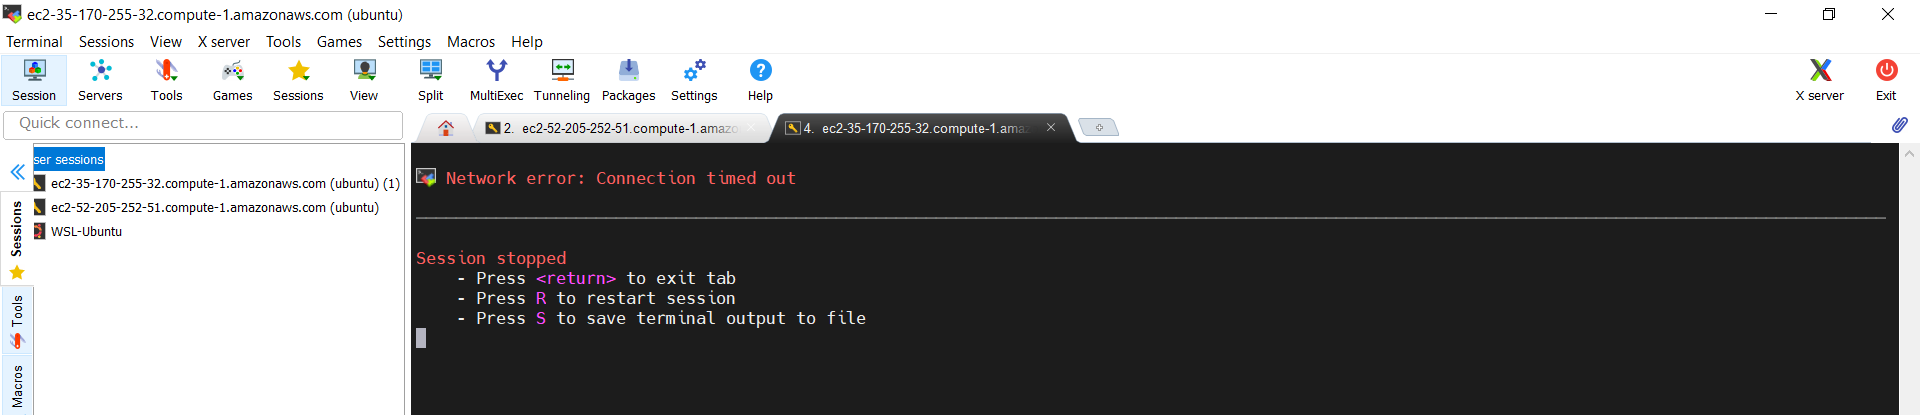 ec2-35-170-255-32.compute-1.amazonaws.com (ubuntu)
Terminal Sessions View X server Tools Games Settings Macros Help
Session Servers Tools Games Sessions View Split MultiExec Tunneling Packages Settings Help X server Exit
Quick connect...
2. ec2-52-205-252-51.compute-1.amazo
4. ec2-35-170-255-32.compute-1.ama
ser sessions
ec2-35-170-255-32.compute-1.amazonaws.com (ubuntu) (1)
ec2-52-205-252-51.compute-1.amazonaws.com (ubuntu)
WSL-Ubuntu
Sessions
Tools
Macros
Network error: Connection timed out
Session stopped
- Press <return> to exit tab
- Press R to restart session
- Press S to save terminal output to file